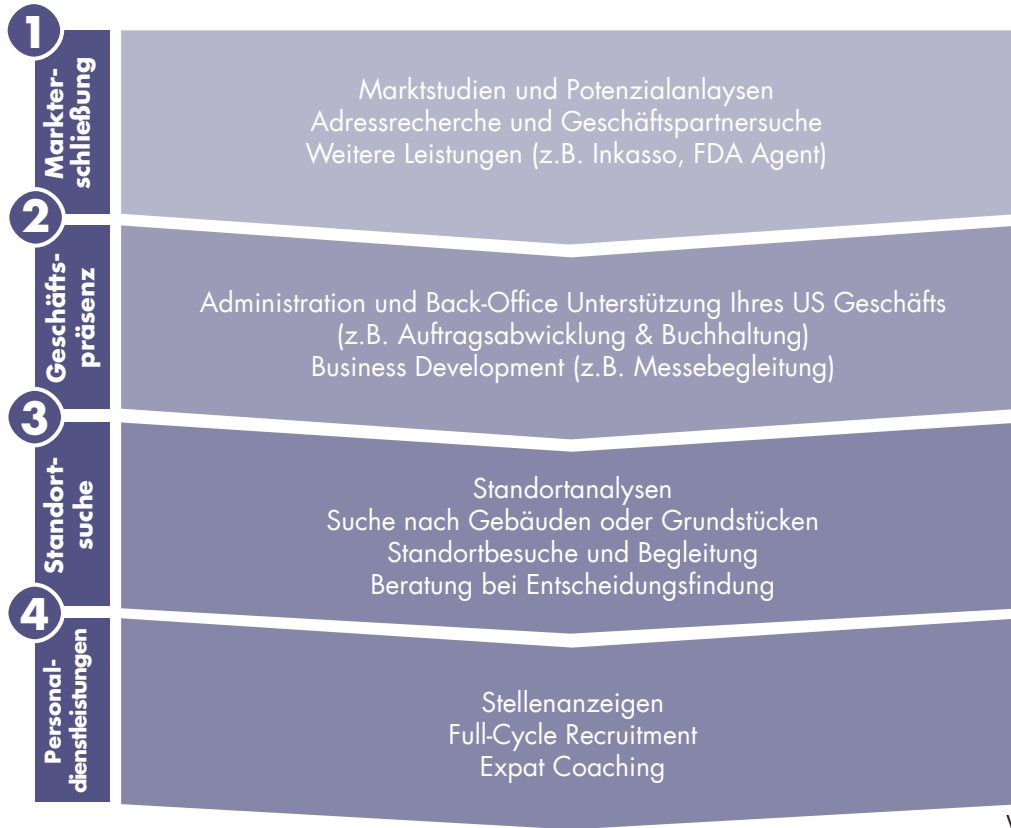 1
Markter-
schließung
Marktstudien und Potenzialanlaysen
Adressrecherche und Geschäftspartnersuche
Weitere Leistungen (z.B. Inkasso, FDA Agent)
2
Geschäfts-
präsenz
Administration und Back-Office Unterstützung Ihres US Geschäfts
(z.B. Auftragsabwicklung & Buchhaltung)
Business Development (z.B. Messebegleitung)
3
Standort-
suche
Standortanalysen
Suche nach Gebäuden oder Grundstücken
Standortbesuche und Begleitung
Beratung bei Entscheidungsfindung
4
Personal-
dienstleistungen
Stellenanzeigen
Full-Cycle Recruitment
Expat Coaching